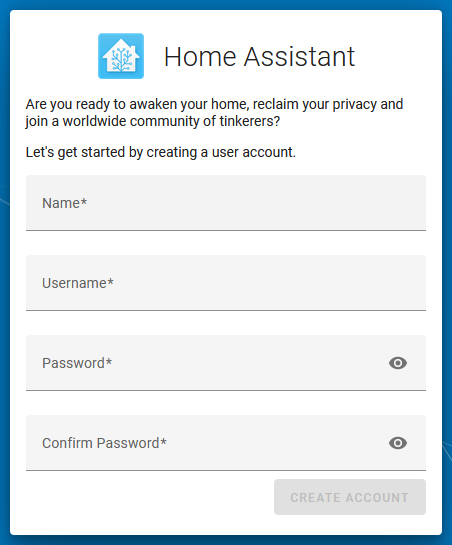 Home Assistant
Are you ready to awaken your home, reclaim your privacy and
join a worldwide community of tinkerers?
Let's get started by creating a user account.
Name*
Username*
Password*
Confirm Password*
CREATE ACCOUNT